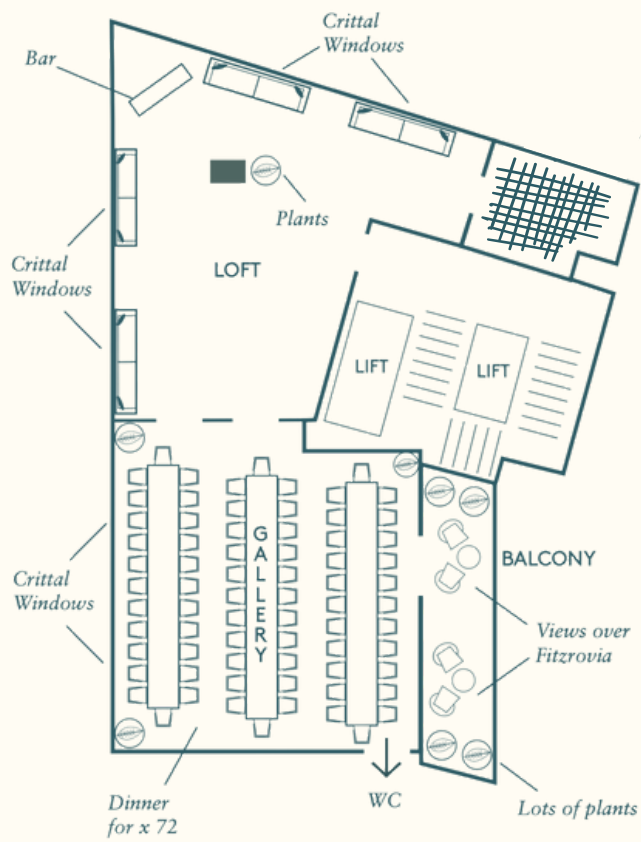 Crittal
Windows
Bar
Plants
LOFT
Crittal
Windows
LIFT
LIFT
GALLERY
BALCONY
Crittal
Windows
Views over
Fitzrovia
WC
Dinner
for x 72
Lots of plants